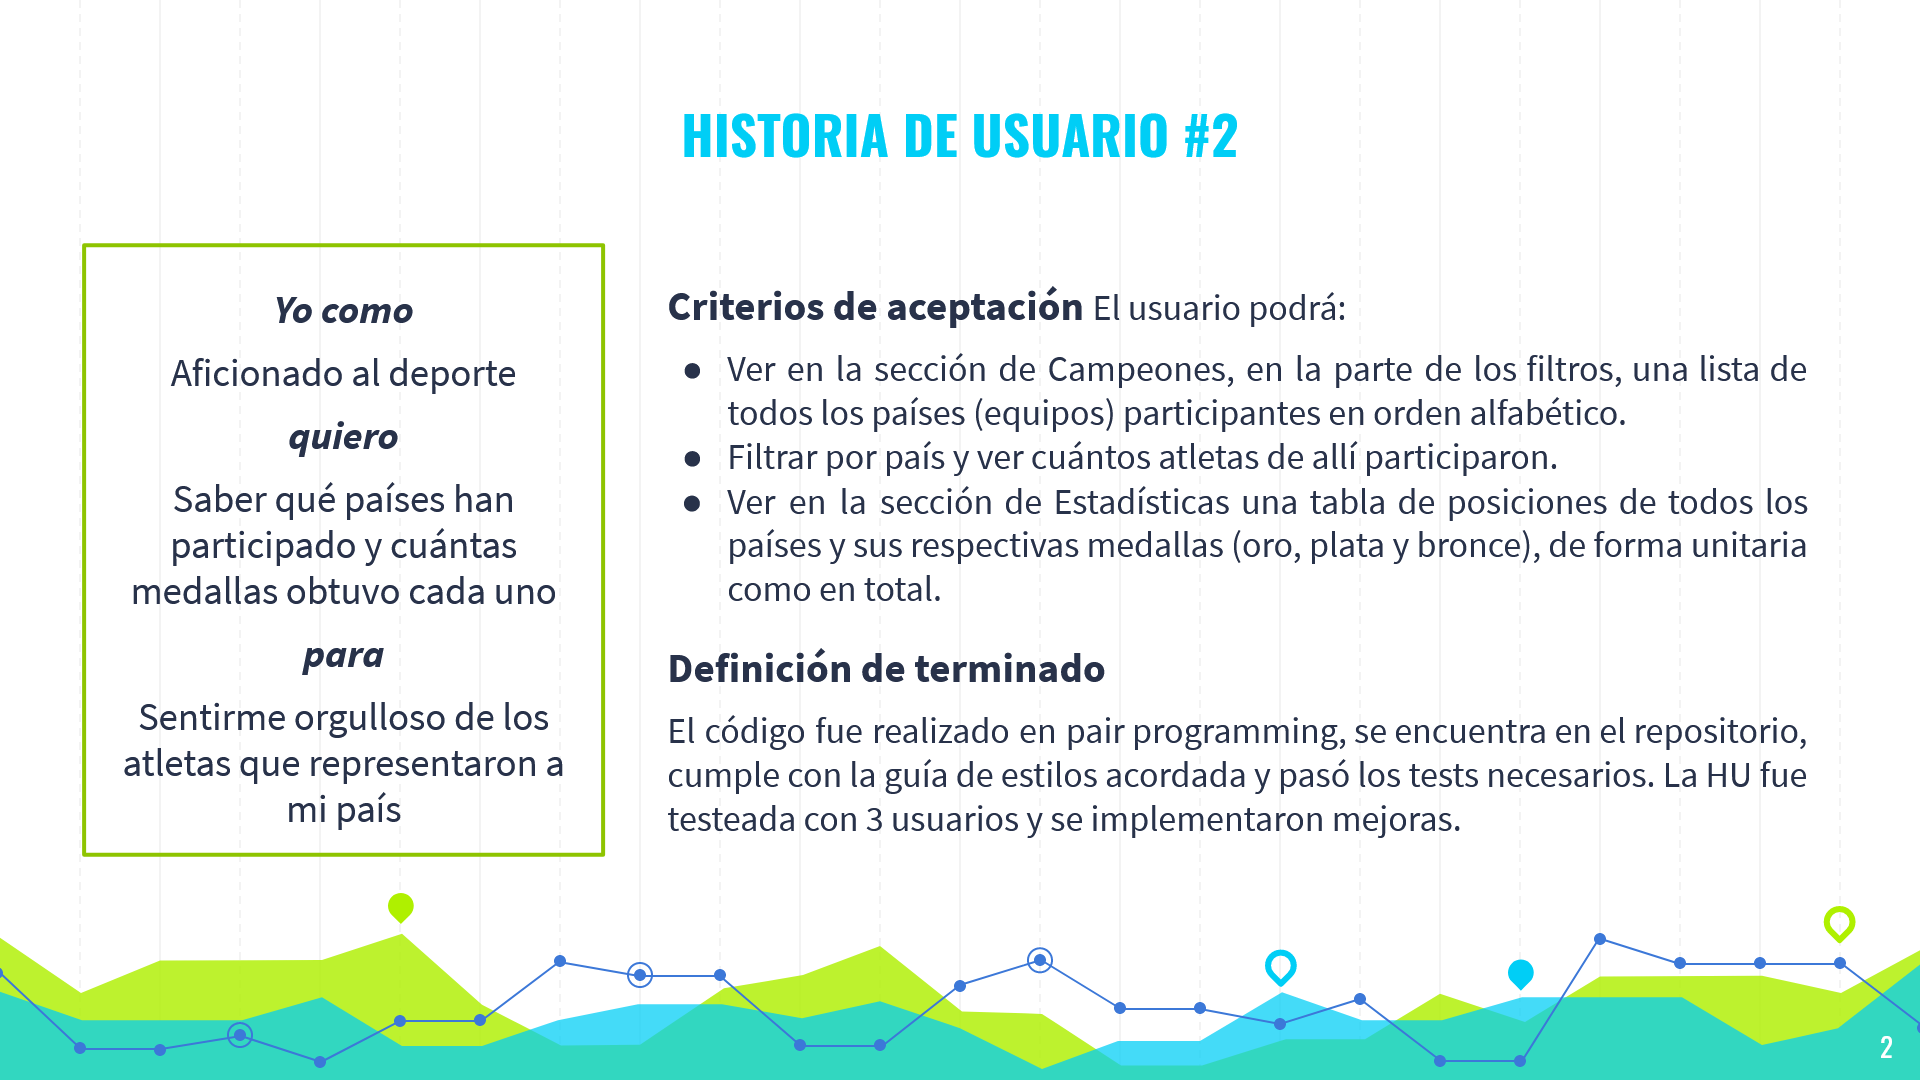 HISTORIA DE USUARIO #2
Yo como
Aficionado al deporte
quiero
Saber qué países han
participado y cuántas
medallas obtuvo cada uno
para
Sentirme orgulloso de los
atletas que representaron a
mi país
Criterios de aceptación El usuario podrá:
● Ver en la sección de Campeones, en la parte de los filtros, una lista de
todos los países (equipos) participantes en orden alfabético.
● Filtrar por país y ver cuántos atletas de allí participaron.
● Ver en la sección de Estadísticas una tabla de posiciones de todos los
países y sus respectivas medallas (oro, plata y bronce), de forma unitaria
como en total.
Definición de terminado
El código fue realizado en pair programming, se encuentra en el repositorio,
cumple con la guía de estilos acordada y pasó los tests necesarios. La HU fue
testeada con 3 usuarios y se implementaron mejoras.
2